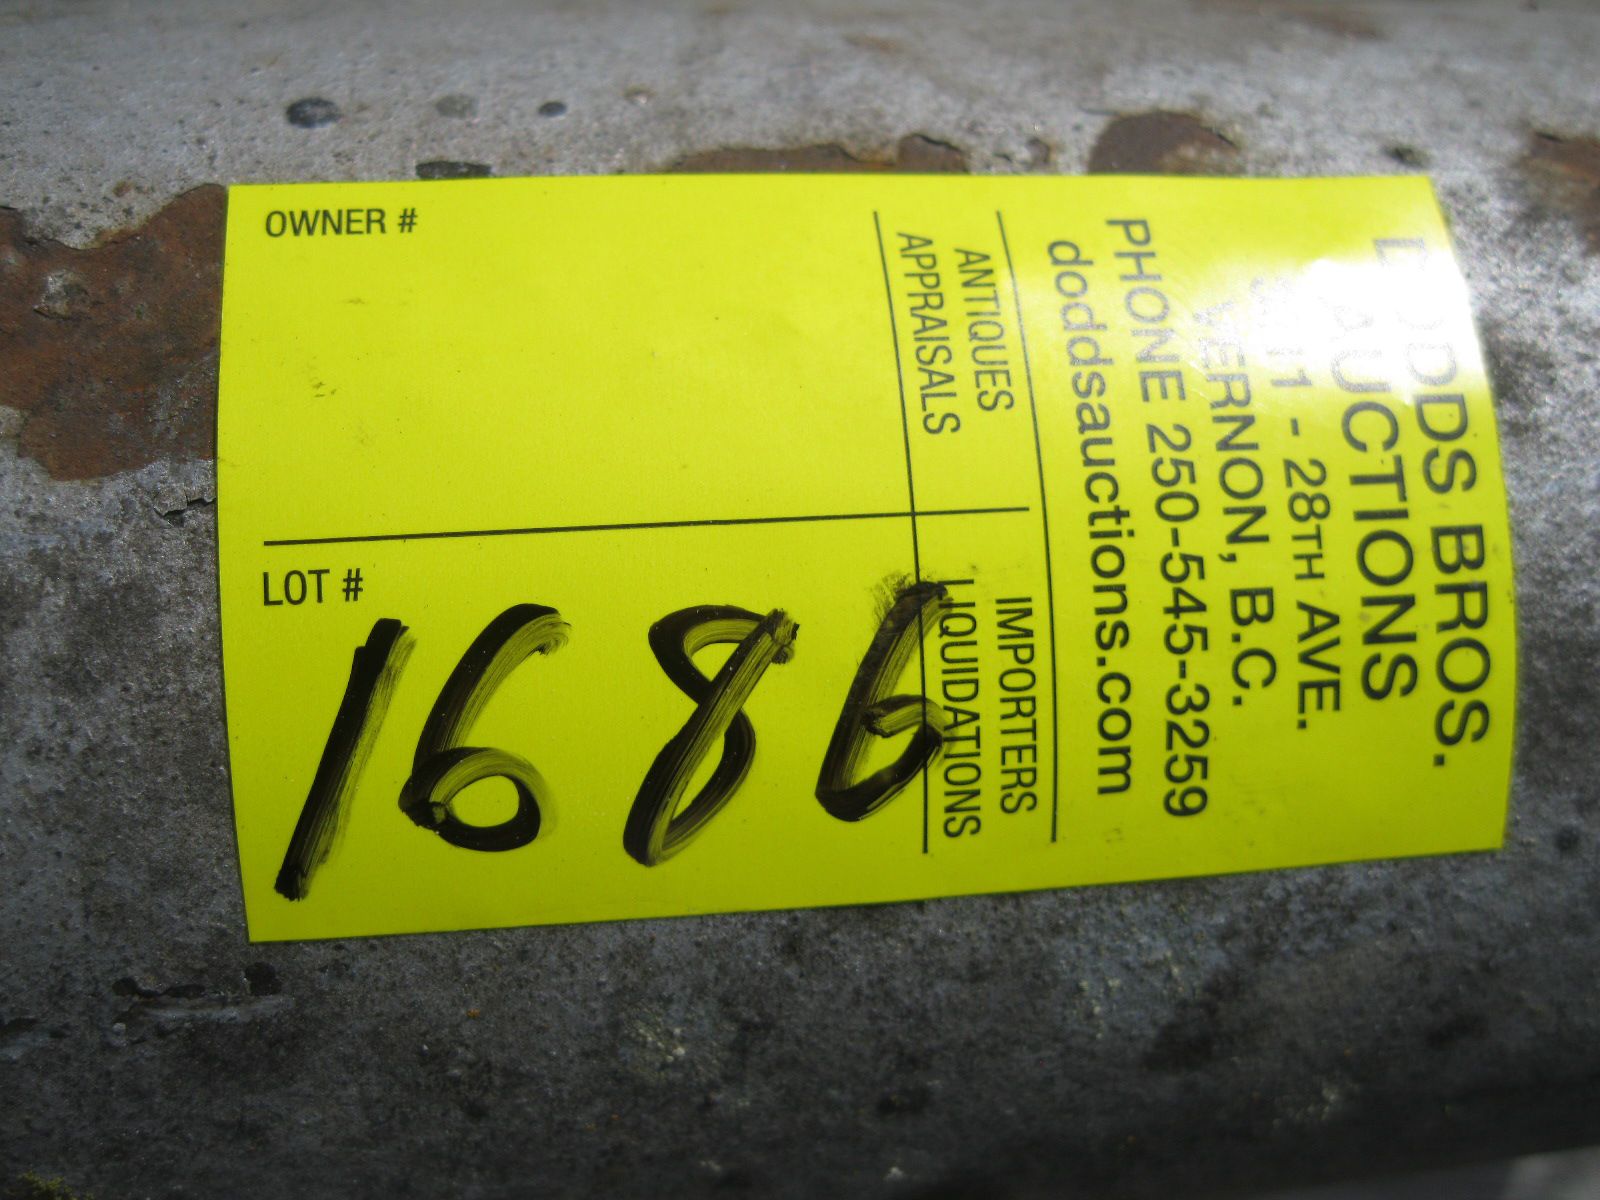 DODDS BROS.
AUCTIONS
28TH AVE.
VERNON, B.C.
PHONE 250-545-3259
doddsauctions.com
ANTIQUES
APPRAISALS
IMPORTERS
LIQUIDATIONS
OWNER #
LOT #
1686